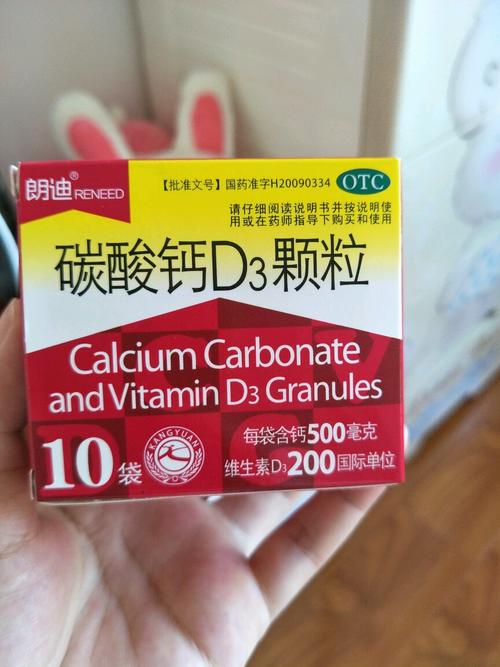 朗迪® RENEED
【批准文号】国药准字H20090334 OTC
请仔细阅读说明书并按说明使
用或在药师指导下购买和使用
碳酸钙D3颗粒
Calcium Carbonate
and Vitamin D3 Granules
10袋
KANGYUAN
每袋含钙500毫克
维生素D3200国际单位